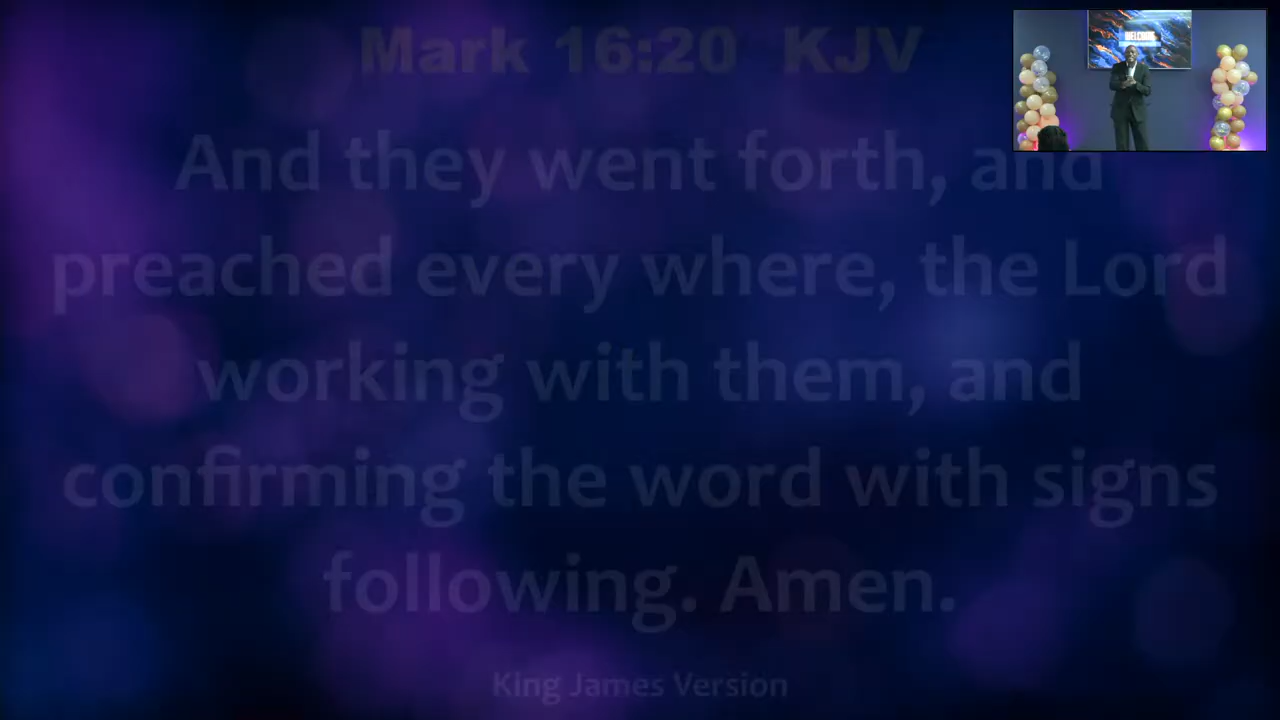 Mark 16:20 KJV
WELCOME
And they went forth, and
preached every where, the Lord
working with them, and
confirming the word with signs
following. Amen.
King James Version